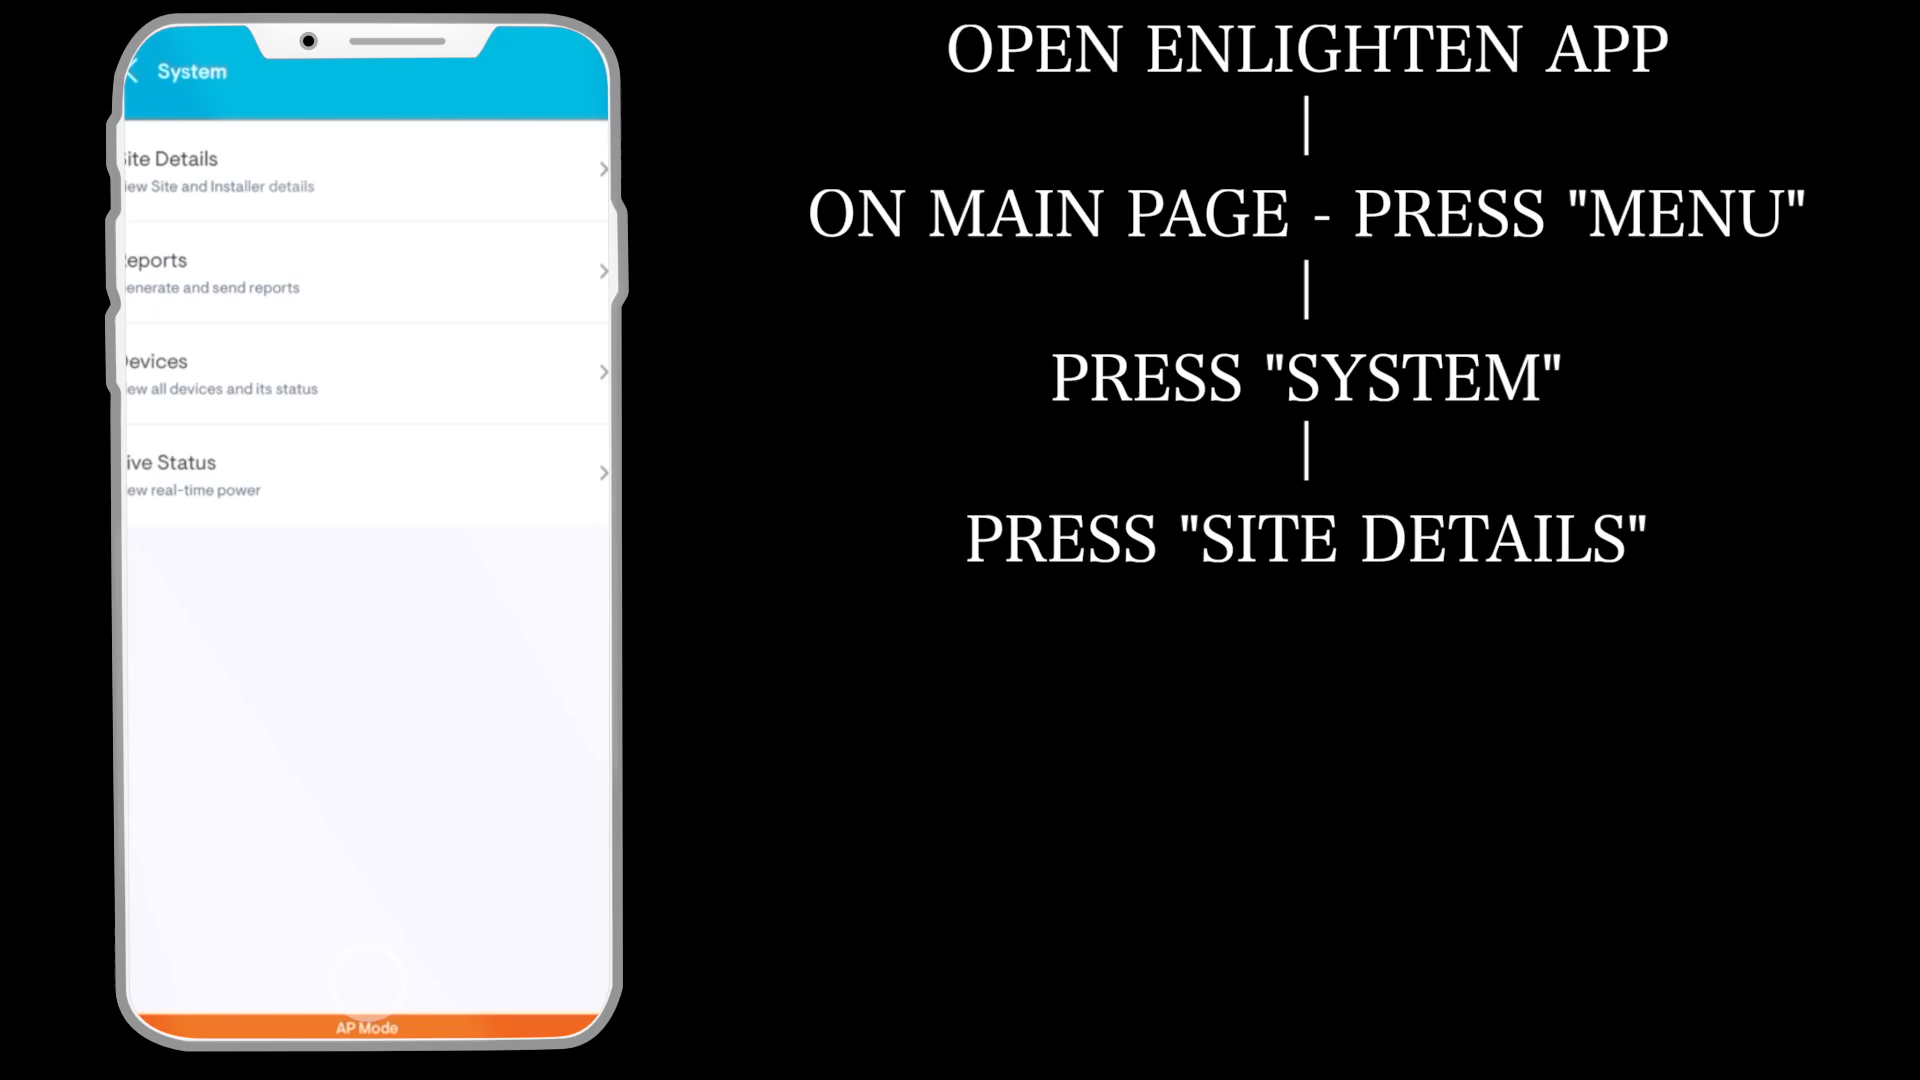 System
ite Details
iew Site and Installer details
eports
enerate and send reports
evices
ew all devices and its status
ive Status
ew real-time power
AP Mode
OPEN ENLIGHTEN APP
ON MAIN PAGE - PRESS "MENU"
PRESS "SYSTEM"
PRESS "SITE DETAILS"